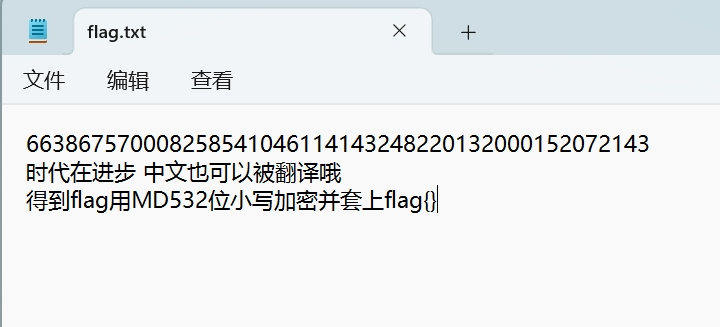 flag.txt
文件 编辑 查看
663867570008258541046114143248220132000152072143
时代在进步 中文也可以被翻译哦
得到flag用MD532位小写加密并套上flag{}